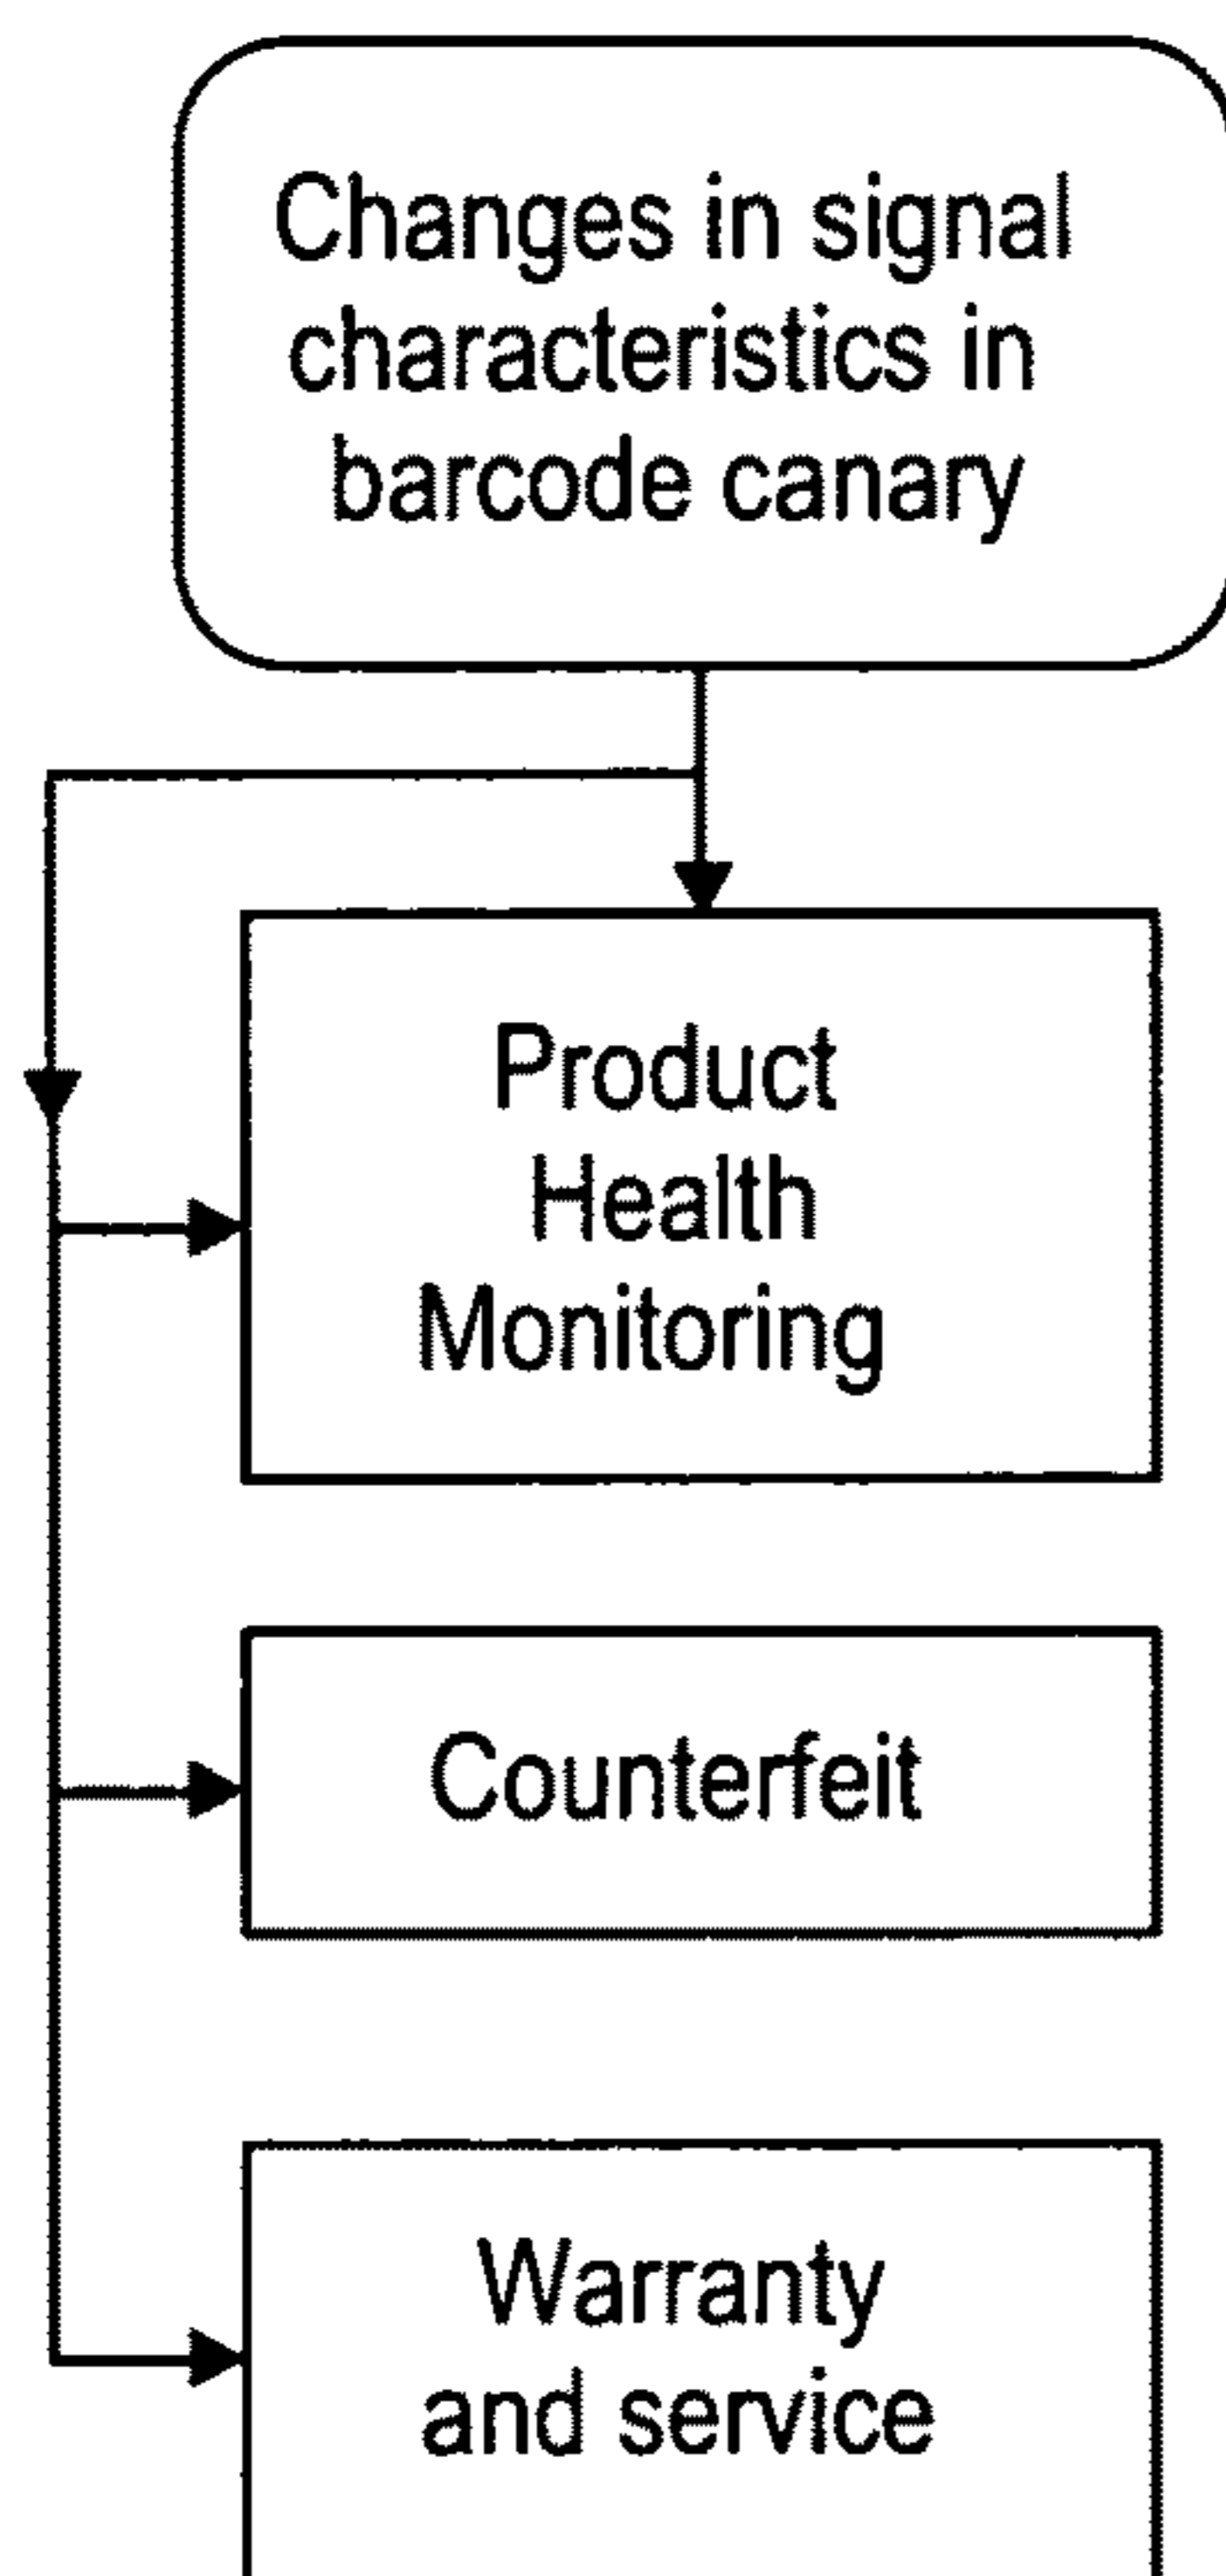 Changes in signal
characteristics in
barcode canary
Product
Health
Monitoring
Counterfeit
Warranty
and service